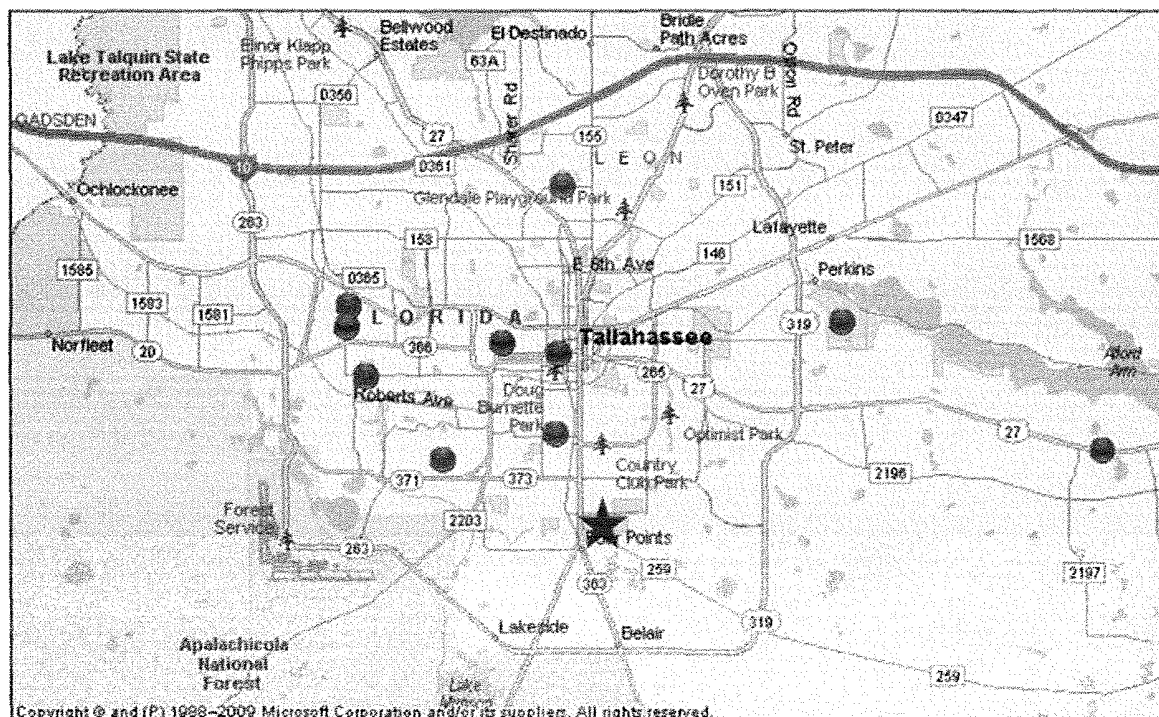 Bellwood
Estates
El Destinado
Bridle
Path Acres
Lake Talquin State
Recreation Area
Elinor Klapp
Phipps Park
63A
Dorothy B
Oven Park
0356
Shaler Rd
GADSDEN
27
155
0347
LEON
St. Peter
10
0361
Ochlockonee
Glendale Playground Park
151
263
158
Lafayette
1568
1585
0365
E 6th Ave
146
Perkins
1583
1581
LORIDA
319
Norfleet
20
366
Tallahassee
Alford
Arm
265
27
Roberts Ave
Doug
Burnette
Park
Optimist Park
27
371
373
Country
Club Park
2196
Forest
Service
2203
Points
263
259
363
2197
319
Lakeside
Belair
Apalachicola
National
Forest
259
Lake
Copyright © and (P) 1988–2009 Microsoft Corporation and/or its suppliers. All rights reserved.